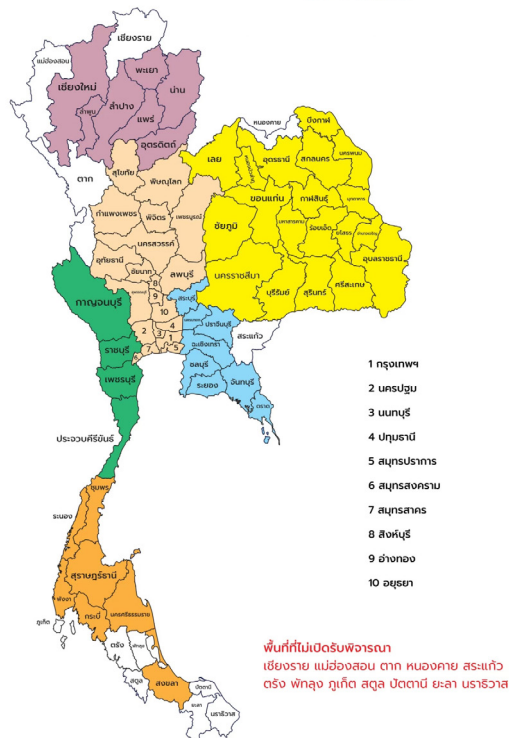 เชียงราย
แม่ฮ่องสอน
พะเยา
เชียงใหม่
น่าน
ลำปาง
ลำพูน
แพร่
อุตรดิตถ์
ตาก
สุโขทัย
พิษณุโลก
กำแพงเพชร
พิจิตร
เพชรบูรณ์
นครสวรรค์
อุทัยธานี
ชัยนาท
ลพบุรี
บึงกาฬ
หนองคาย
เลย
อุดรธานี
สกลนคร
นครพนม
ขอนแก่น
กาฬสินธุ์
มุกดาหาร
ชัยภูมิ
มหาสารคาม
ร้อยเอ็ด
ยโสธร
อำนาจเจริญ
อุบลราชธานี
นครราชสีมา
บุรีรัมย์
สุรินทร์
ศรีสะเกษ
สระบุรี
8
9
10
กาญจนบุรี
2
4
3
1
7
5
6
ปราจีนบุรี
สระแก้ว
ฉะเชิงเทรา
ชลบุรี
ระยอง
จันทบุรี
ตราด
ราชบุรี
เพชรบุรี
ประจวบคีรีขันธ์
1 กรุงเทพฯ
2 นครปฐม
3 นนทบุรี
4 ปทุมธานี
5 สมุทรปราการ
6 สมุทรสงคราม
7 สมุทรสาคร
8 สิงห์บุรี
9 อ่างทอง
10 อยุธยา
ชุมพร
ระนอง
สุราษฎร์ธานี
พังงา
กระบี่
นครศรีธรรมราช
ภูเก็ต
ตรัง
พัทลุง
สตูล
สงขลา
ปัตตานี
ยะลา
นราธิวาส
พื้นที่ที่ไม่เปิดรับพิจารณา
เชียงราย แม่ฮ่องสอน ตาก หนองคาย สระแก้ว
ตรัง พัทลุง ภูเก็ต สตูล ปัตตานี ยะลา นราธิวาส